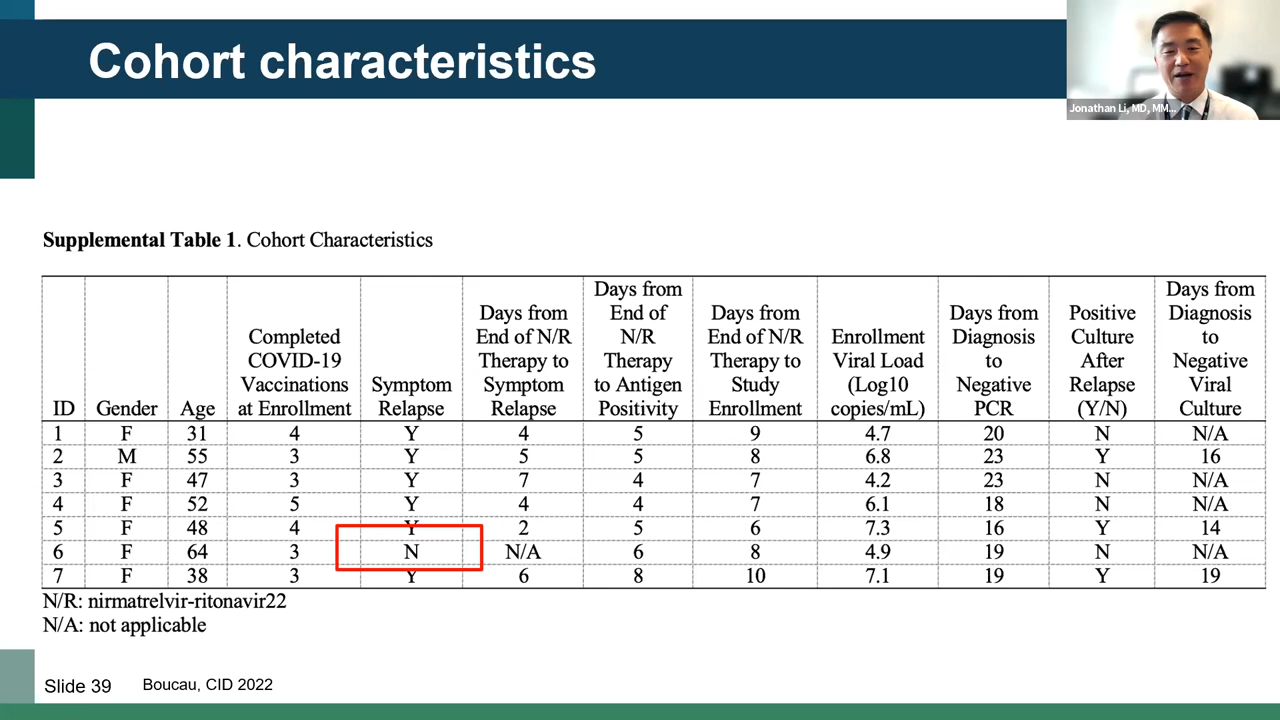 Cohort characteristics
Jonathan Li, MD, MM...
Supplemental Table 1. Cohort Characteristics
ID Gender Age Completed COVID-19 Vaccinations at Enrollment Symptom Relapse Days from End of N/R Therapy to Symptom Relapse Days from End of N/R Therapy to Antigen Positivity Days from End of N/R Therapy to Study Enrollment Enrollment Viral Load (Log10 copies/mL) Days from Diagnosis to Negative PCR Positive Culture After Relapse (Y/N) Days from Diagnosis to Negative Viral Culture
1 F 31 4 Y 4 5 9 4.7 20 N N/A
2 M 55 3 Y 5 5 8 6.8 23 Y 16
3 F 47 3 Y 7 4 7 4.2 23 N N/A
4 F 52 5 Y 4 4 7 6.1 18 N N/A
5 F 48 4 Y 2 5 6 7.3 16 Y 14
6 F 64 3 N N/A 6 8 4.9 19 N N/A
7 F 38 3 Y 6 8 10 7.1 19 Y 19
N/R: nirmatrelvir-ritonavir22
N/A: not applicable
Slide 39 Boucau, CID 2022